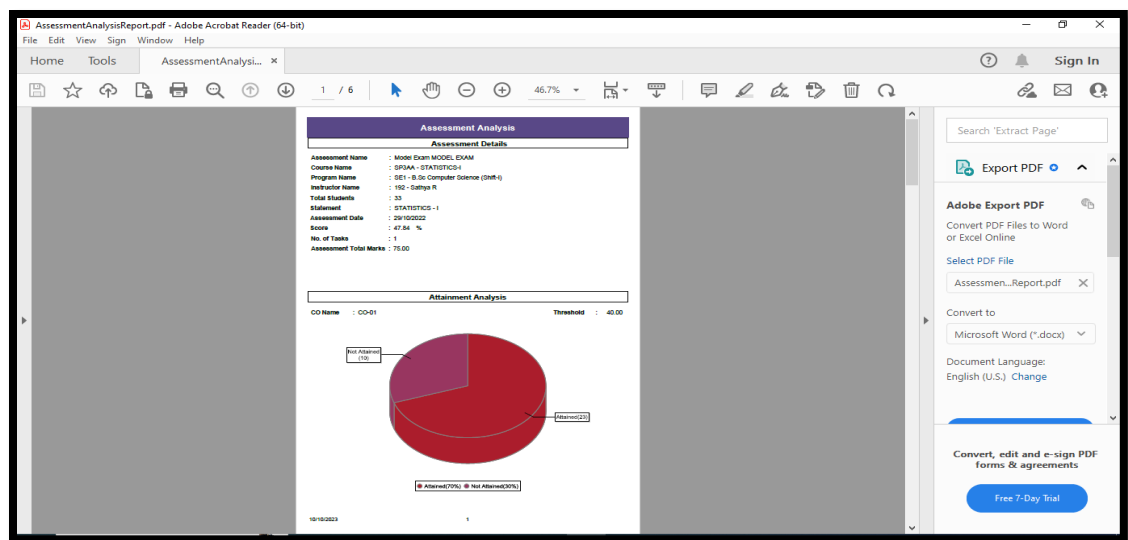 AssessmentAnalysisReport.pdf - Adobe Acrobat Reader (64-bit)
File Edit View Sign Window Help
Home Tools AssessmentAnalysi... × Sign In
1 / 6 46.7%
Assessment Analysis
Assessment Details
Assessment Name : Model Exam MODEL EXAM
Course Name : SP3AA - STATISTICS-I
Program Name : SE1 - B.Sc Computer Science (Shift-I)
Instructor Name : 192 - Sathya R
Total Students : 33
Statement : STATISTICS - I
Assessment Date : 29/10/2022
Score : 47.84 %
No. of Tasks : 1
Assessment Total Marks : 75.00
Attainment Analysis
CO Name : CO-01 Threshold : 40.00
Not Attained
(10)
Attained(23)
Attained(70%) Not Attained(30%)
10/10/2023 1
Search 'Extract Page'
Export PDF
Adobe Export PDF
Convert PDF Files to Word
or Excel Online
Select PDF File
Assessmen...Report.pdf
Convert to
Microsoft Word (*.docx)
Document Language:
English (U.S.) Change
Convert, edit and e-sign PDF
forms & agreements
Free 7-Day Trial